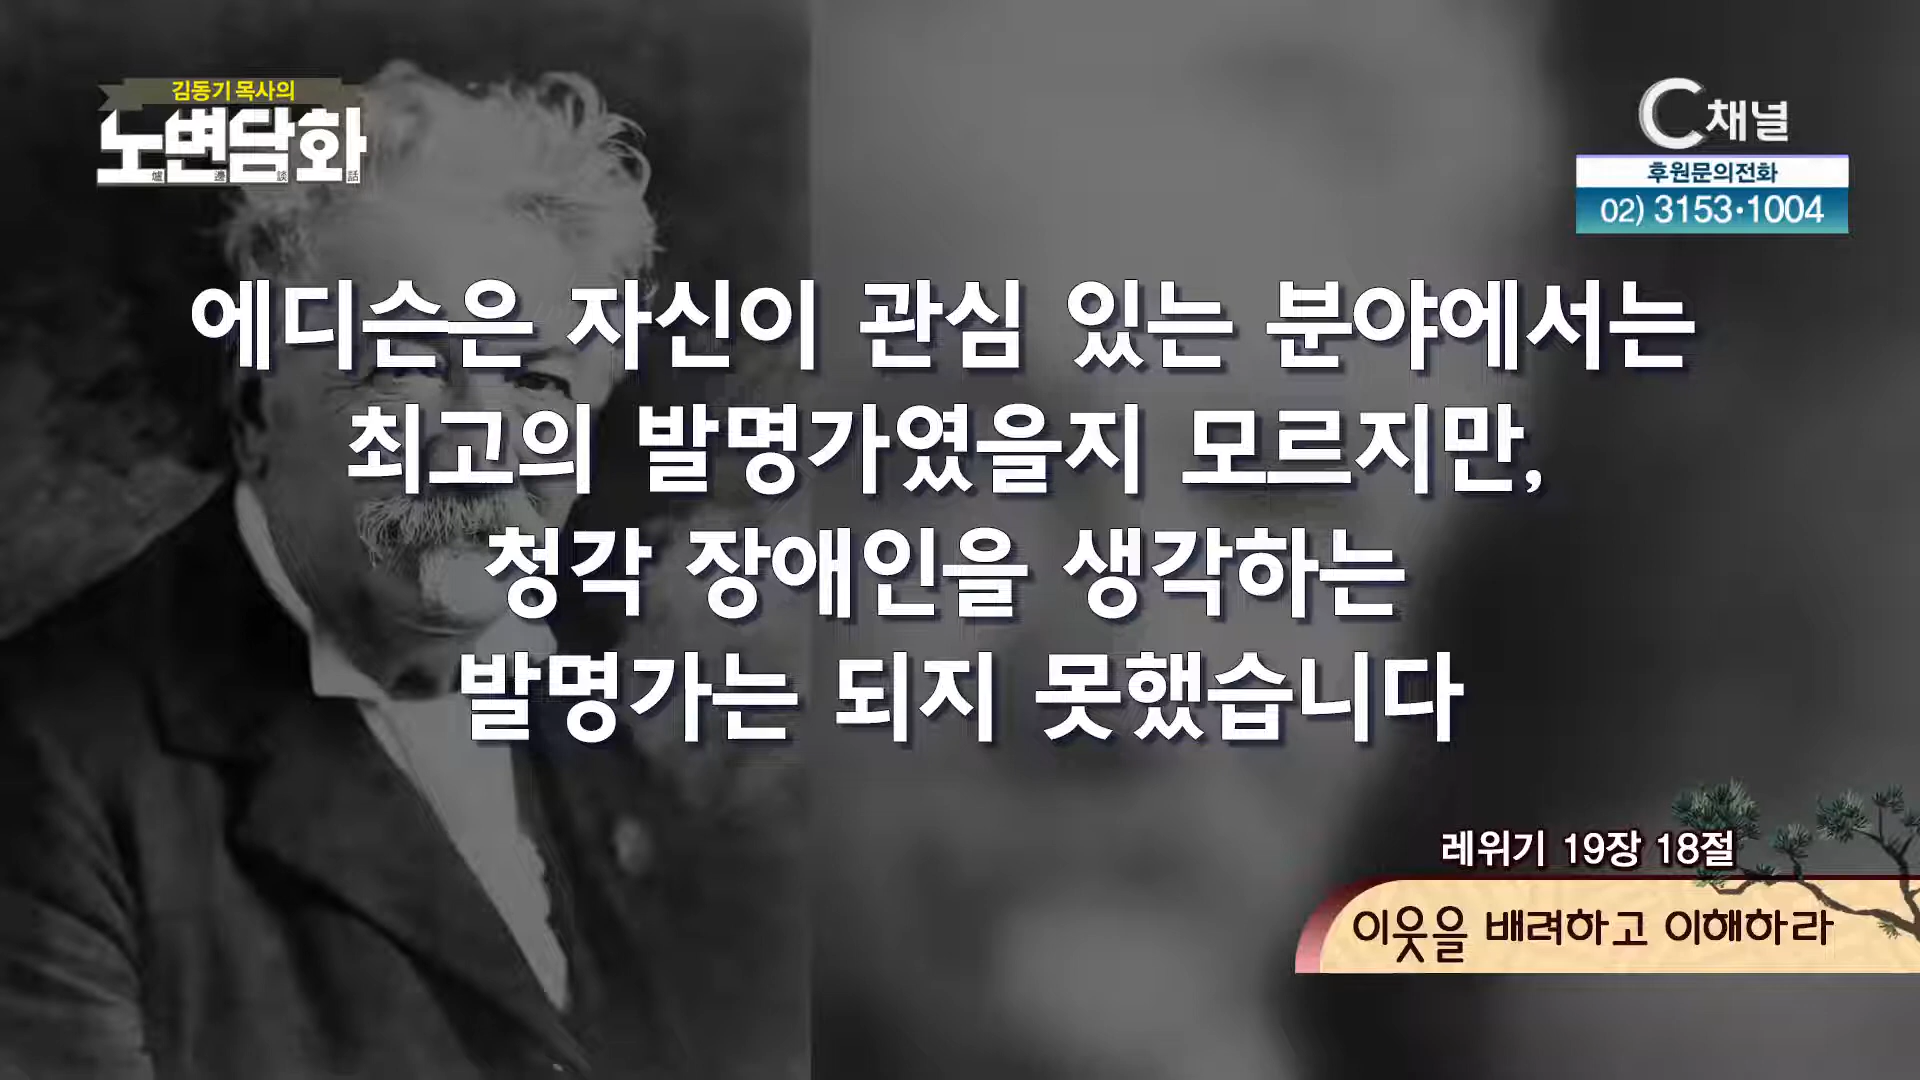 김동기 목사의
노변담화
爐邊談話
C채널
후원문의전화
02) 3153·1004
에디슨은 자신이 관심 있는 분야에서는
최고의 발명가였을지 모르지만,
청각 장애인을 생각하는
발명가는 되지 못했습니다
레위기 19장 18절
이웃을 배려하고 이해하라